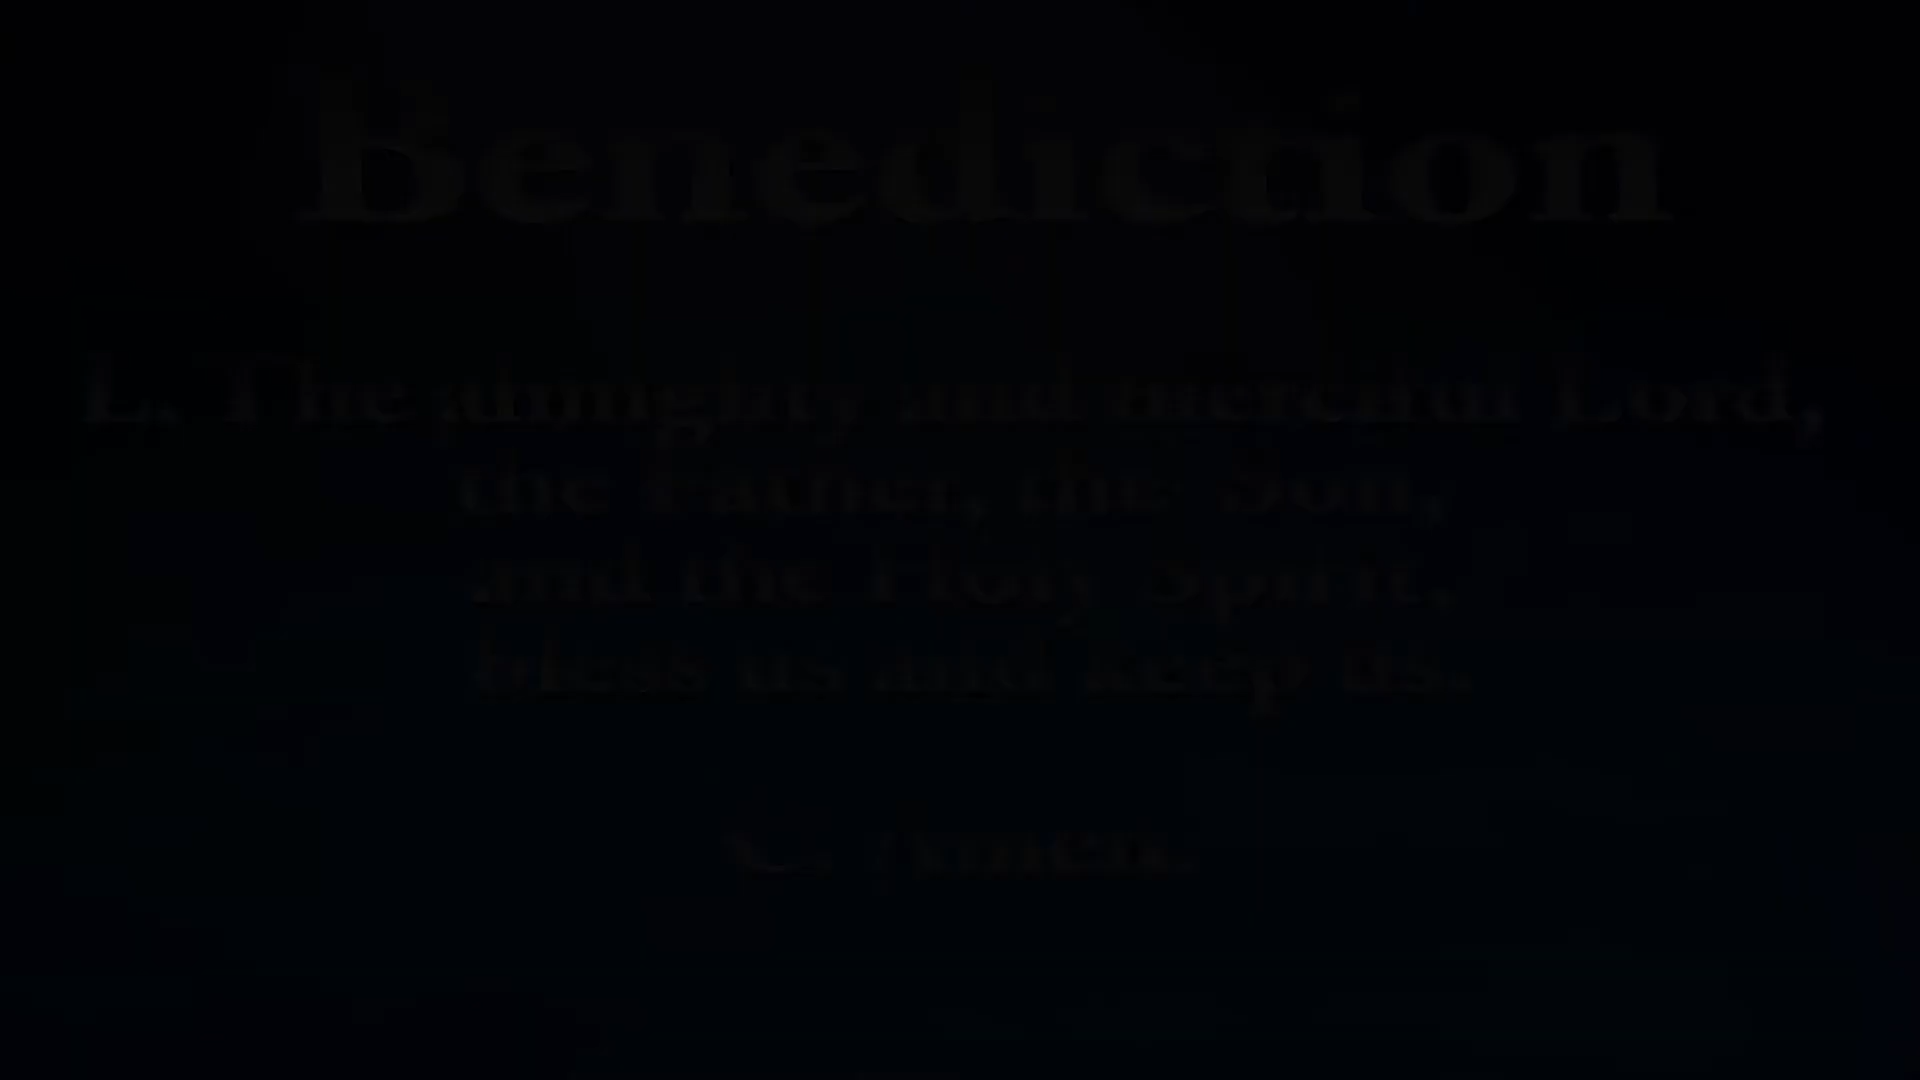 Benediction
L. The almighty and merciful Lord,
the Father, the Son,
and the Holy Spirit,
bless us and keep us.
C. Amen.